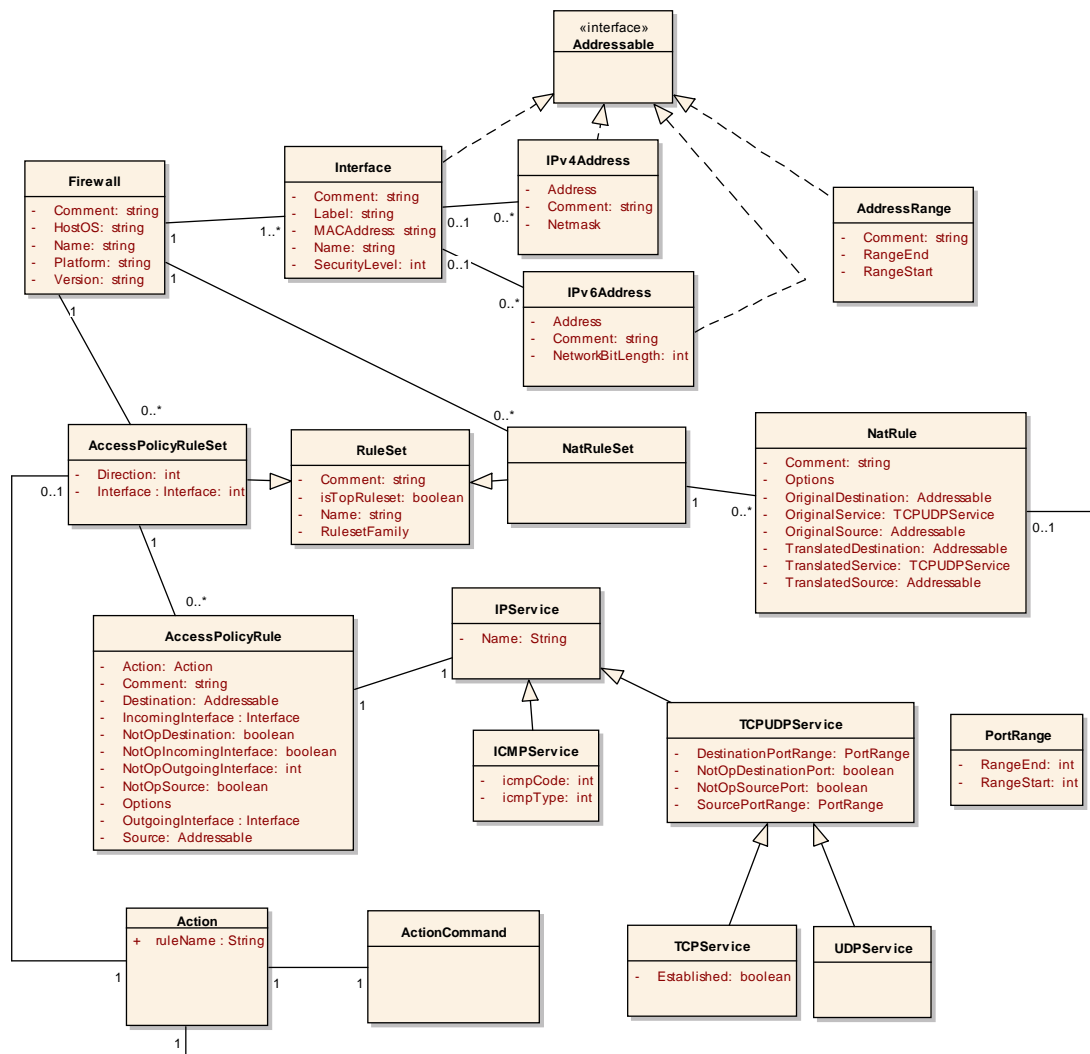 «interface»
Addressable
Firewall
- Comment: string
- HostOS: string
- Name: string
- Platform: string
- Version: string
Interface
- Comment: string
- Label: string
- MACAddress: string
- Name: string
- SecurityLevel: int
IPv4Address
- Address
- Comment: string
- Netmask
AddressRange
- Comment: string
- RangeEnd
- RangeStart
IPv6Address
- Address
- Comment: string
- NetworkBitLength: int
1
1..*
0..1
0..*
0..1
0..*
1
1
0..*
0..*
AccessPolicyRuleSet
- Direction: int
- Interface : Interface: int
RuleSet
- Comment: string
- isTopRuleset: boolean
- Name: string
- RulesetFamily
NatRuleSet
NatRule
- Comment: string
- Options
- OriginalDestination: Addressable
- OriginalService: TCPUDPService
- OriginalSource: Addressable
- TranslatedDestination: Addressable
- TranslatedService: TCPUDPService
- TranslatedSource: Addressable
0..1
1
0..*
0..1
1
0..*
AccessPolicyRule
- Action: Action
- Comment: string
- Destination: Addressable
- IncomingInterface : Interface
- NotOpDestination: boolean
- NotOpIncomingInterface: boolean
- NotOpOutgoingInterface: int
- NotOpSource: boolean
- Options
- OutgoingInterface : Interface
- Source: Addressable
IPService
- Name: String
1
1
ICMPService
- icmpCode: int
- icmpType: int
TCPUDPService
- DestinationPortRange: PortRange
- NotOpDestinationPort: boolean
- NotOpSourcePort: boolean
- SourcePortRange: PortRange
PortRange
- RangeEnd: int
- RangeStart: int
Action
+ ruleName : String
ActionCommand
TCPService
- Established: boolean
UDPService
1
1
1
1